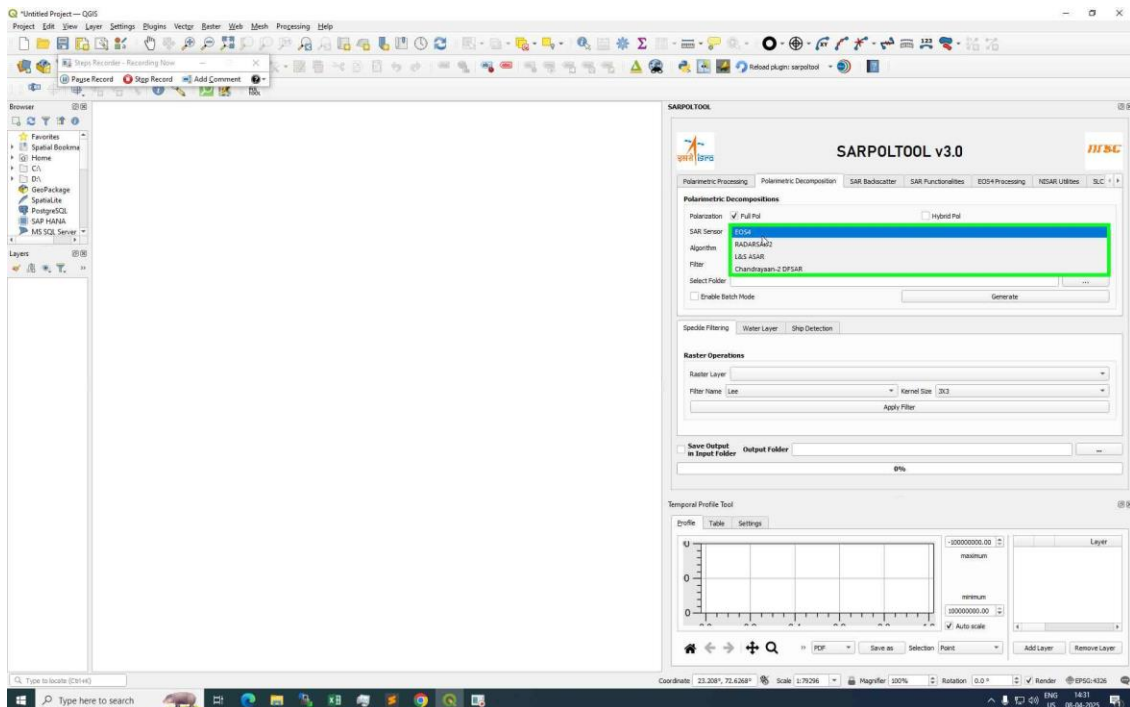 *Untitled Project — QGIS
Project Edit View Layer Settings Plugins Vector Raster Web Mesh Processing Help
Steps Recorder - Recording Now
Reload plugin: sarpoltool
Pause Record Stop Record Add Comment
Browser
Favorites
Spatial Bookma
Home
C:\
D:\
GeoPackage
SpatiaLite
PostgreSQL
SAP HANA
MS SQL Server
Layers
SARPOLTOOL
इसरो isro
SARPOLTOOL v3.0
nrsc
Polarimetric Processing Polarimetric Decomposition SAR Backscatter SAR Functionalities EOS4 Processing NISAR Utilities SLC
Polarimetric Decompositions
Polarization Full Pol Hybrid Pol
SAR Sensor EOS4
Algorithm RADARSAT-2
L&S ASAR
Filter Chandrayaan-2 DFSAR
Select Folder ...
Enable Batch Mode Generate
Speckle Filtering Water Layer Ship Detection
Raster Operations
Raster Layer
Filter Name Lee Kernel Size 3X3
Apply Filter
Save Output in Input Folder Output Folder ...
0%
Temporal Profile Tool
Profile Table Settings
-100000000.00 Layer
maximum
minimum
100000000.00
Auto scale
PDF Save as Selection Point Add Layer Remove Layer
Type to locate (Ctrl+K) Coordinate 23.208°, 72.6268° Scale 1:79296 Magnifier 100% Rotation 0.0 ° Render EPSG:4326
Type here to search ENG 14:31
US 08-04-2025